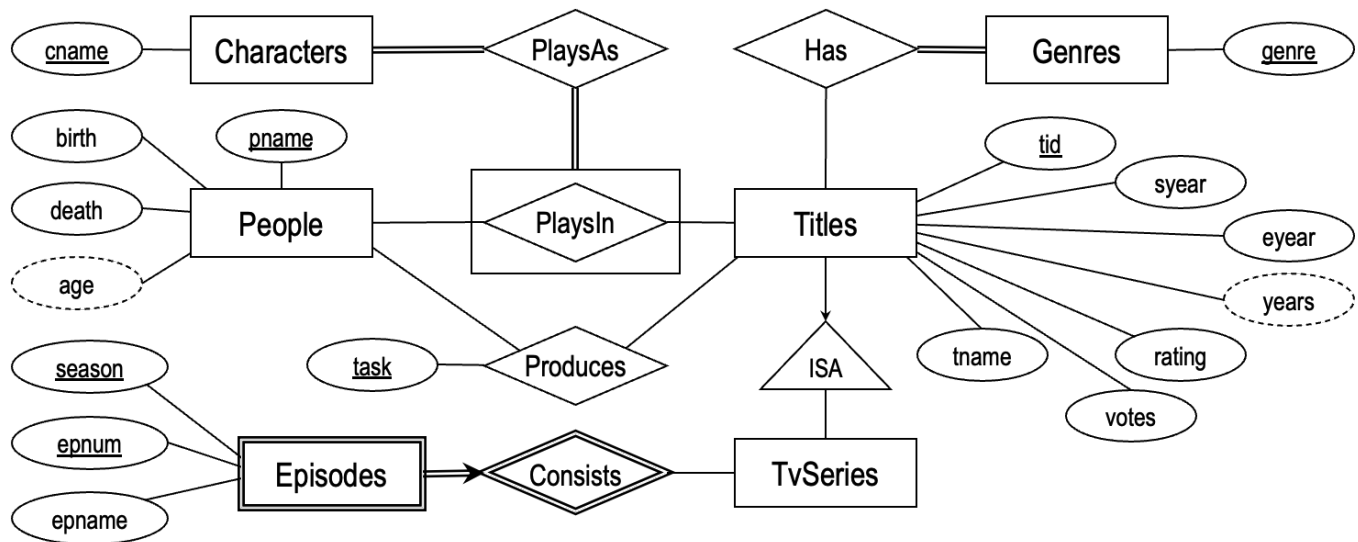 cname
Characters
PlaysAs
Has
Genres
genre
birth
pname
tid
syear
death
People
PlaysIn
Titles
eyear
age
years
season
task
Produces
ISA
tname
rating
votes
epnum
Episodes
Consists
TvSeries
epname